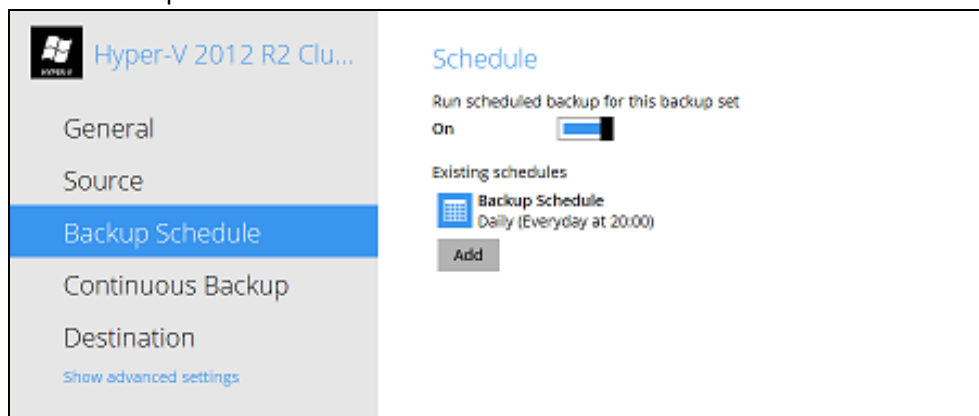 HYPER-V
Hyper-V 2012 R2 Clu...
General
Source
Backup Schedule
Continuous Backup
Destination
Show advanced settings
Schedule
Run scheduled backup for this backup set
On
Existing schedules
Backup Schedule
Daily (Everyday at 20:00)
Add